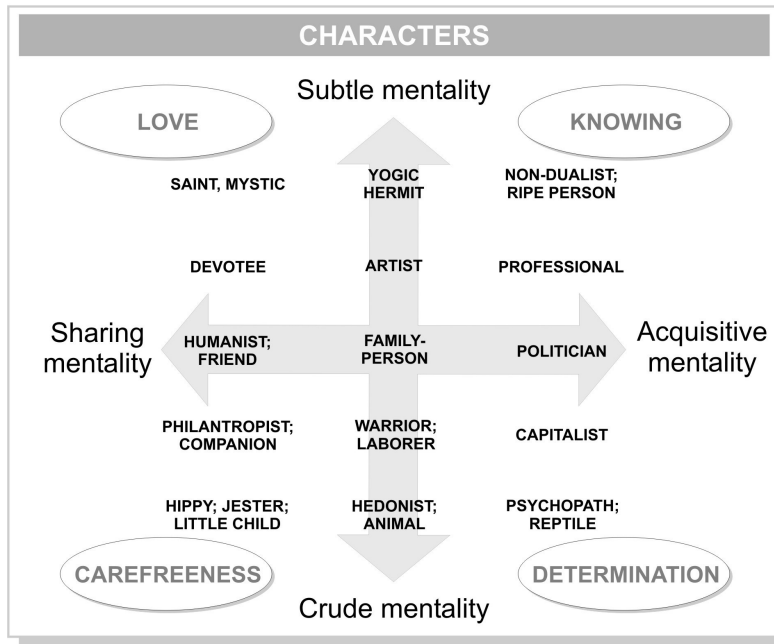 CHARACTERS
Subtle mentality
LOVE
KNOWING
SAINT, MYSTIC
YOGIC
HERMIT
NON-DUALIST;
RIPE PERSON
DEVOTEE
ARTIST
PROFESSIONAL
Sharing
mentality
HUMANIST;
FRIEND
FAMILY-
PERSON
POLITICIAN
Acquisitive
mentality
PHILANTROPIST;
COMPANION
WARRIOR;
LABORER
CAPITALIST
HIPPY; JESTER;
LITTLE CHILD
HEDONIST;
ANIMAL
PSYCHOPATH;
REPTILE
CAREFREENESS
DETERMINATION
Crude mentality